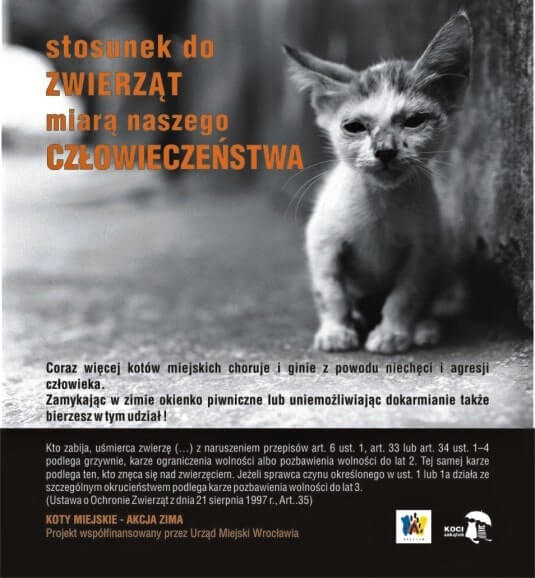 stosunek do
ZWIERZĄT
miarą naszego
CZŁOWIECZEŃSTWA
Coraz więcej kotów miejskich choruje i ginie z powodu niechęci i agresji
człowieka.
Zamykając w zimie okienko piwniczne lub uniemożliwiając dokarmianie także
bierzesz w tym udział !
Kto zabija, uśmierca zwierzę (...) z naruszeniem przepisów art. 6 ust. 1, art. 33 lub art. 34 ust. 1–4
podlega grzywnie, karze ograniczenia wolności albo pozbawienia wolności do lat 2. Tej samej karze
podlega ten, kto znęca się nad zwierzęciem. Jeżeli sprawca czynu określonego w ust. 1 lub 1a działa ze
szczególnym okrucieństwem podlega karze pozbawienia wolności do lat 3.
(Ustawa o Ochronie Zwierząt z dnia 21 sierpnia 1997 r., Art..35)
KOTY MIEJSKIE - AKCJA ZIMA
Projekt współfinansowany przez Urząd Miejski Wrocławia
KOCI
zakątek